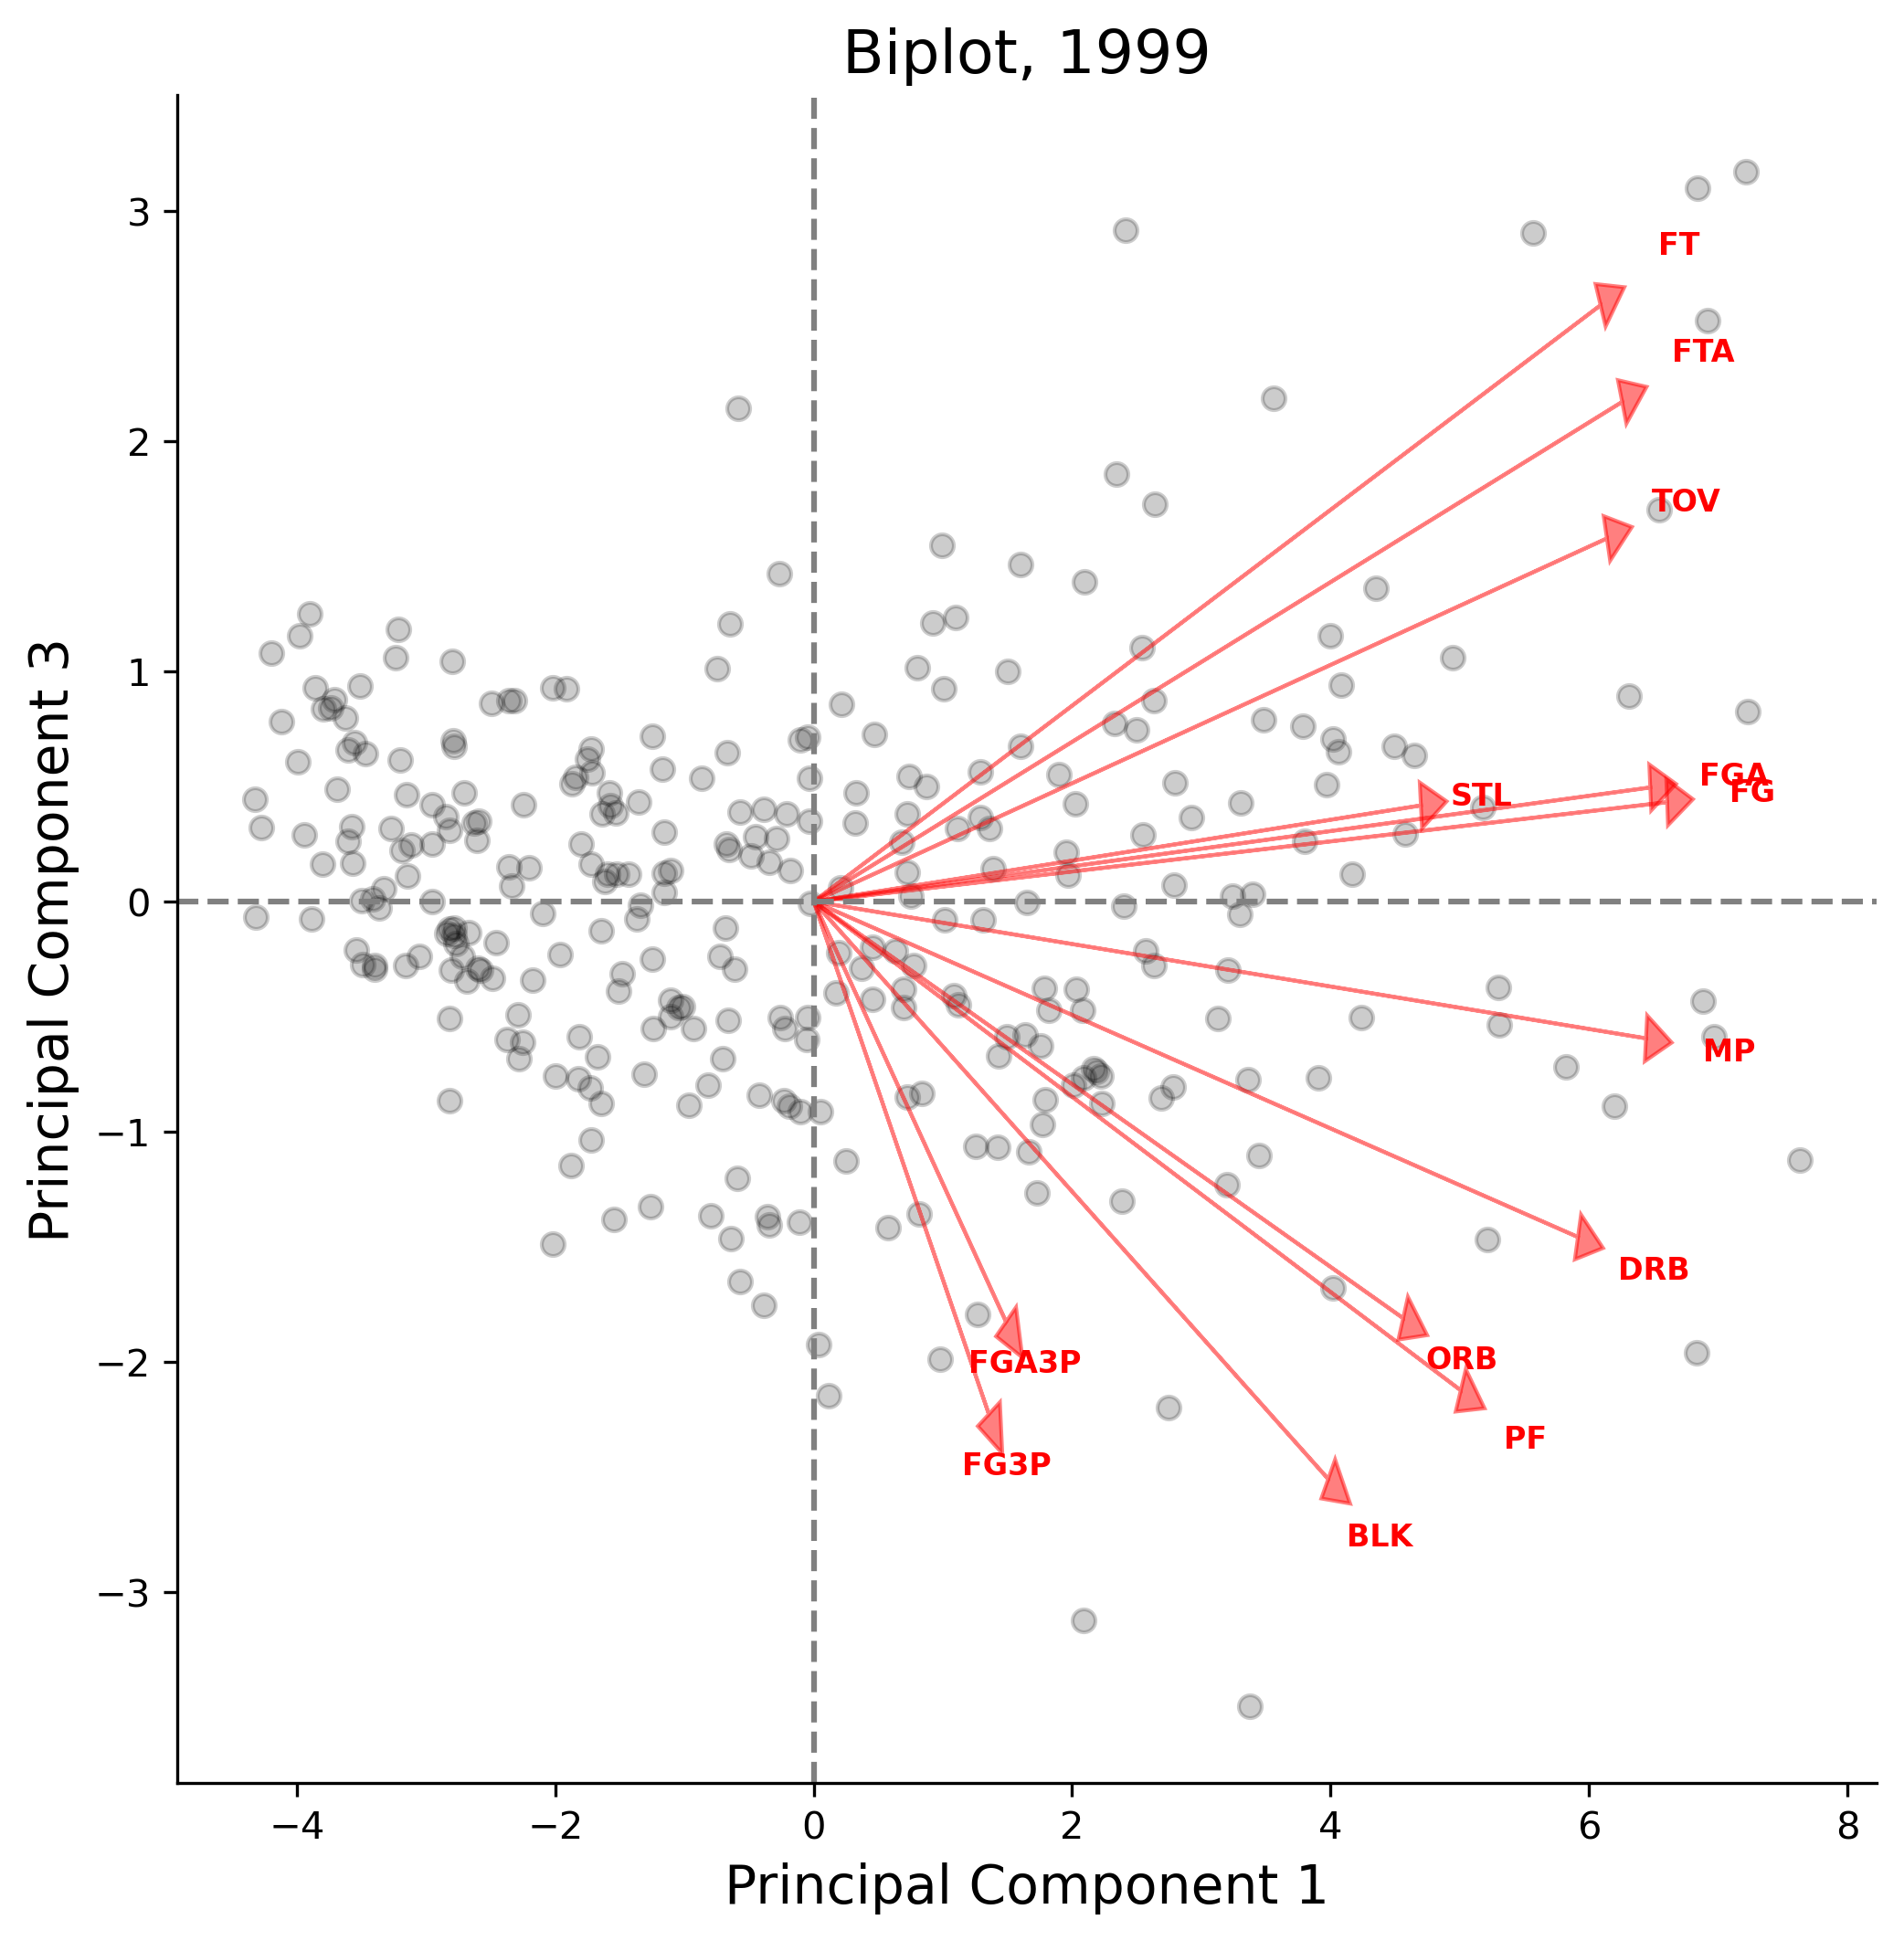 Biplot, 1999
Principal Component 3
3
2
1
0
−1
−2
−3
FT
FTA
TOV
FGA
FG
STL
MP
DRB
ORB
FGA3P
PF
FG3P
BLK
−4
−2
0
2
4
6
8
Principal Component 1